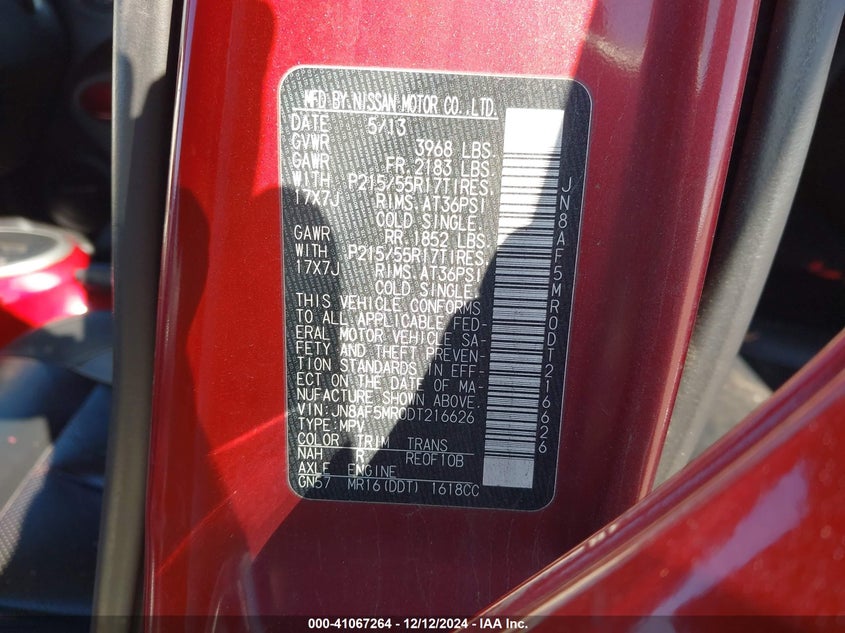 MFD BY NISSAN MOTOR CO.,LTD.
DATE 5/13
GVWR 3968 LBS.
GAWR FR.2183 LBS.
WITH P215/55R17TIRES.
17X7J RIMS.AT36PSI
COLD SINGLE.
GAWR RR.1852 LBS.
WITH P215/55R17TIRES.
17X7J RIMS.AT36PSI
COLD SINGLE.
THIS VEHICLE CONFORMS
TO ALL APPLICABLE FED-
ERAL MOTOR VEHICLE SA-
FETY AND THEFT PREVEN-
TION STANDARDS IN EFF-
ECT ON THE DATE OF MA-
NUFACTURE SHOWN ABOVE.
VIN:JN8AF5MR0DT216626
TYPE:MPV
COLOR TRIM TRANS
NAH R RE0F10B
AXLE ENGINE
GN57 MR16(DDT) 1618CC
JN8AF5MR0DT216626
000-41067264 - 12/12/2024 - IAA Inc.